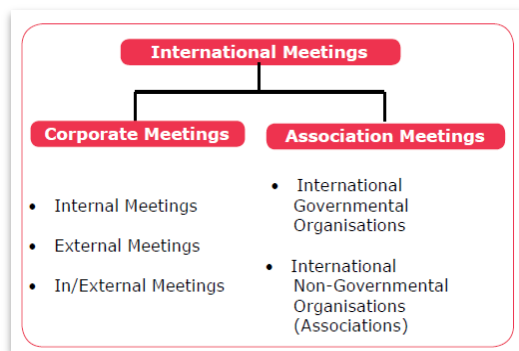 International Meetings
Corporate Meetings
• Internal Meetings
• External Meetings
• In/External Meetings
Association Meetings
• International
Governmental
Organisations
• International
Non-Governmental
Organisations
(Associations)